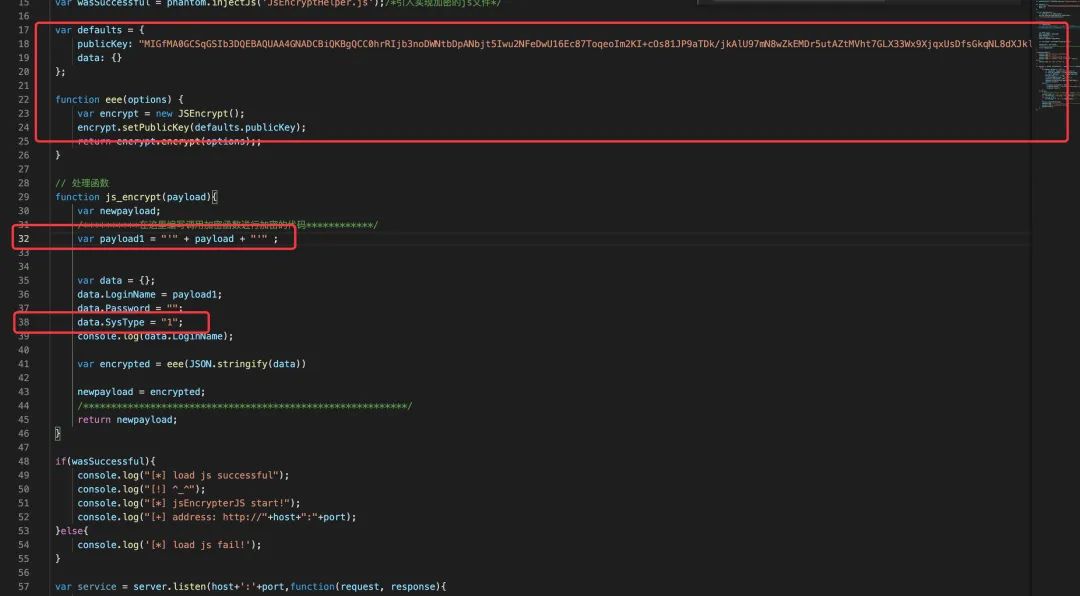 15 var wasSuccessful = phantom.injectJs('JsEncryptHelper.js');/*引入实现加密的js文件*/
16
17 var defaults = {
18 publicKey: "MIGfMA0GCSqGSIb3DQEBAQUAA4GNADCBiQKBgQCC0hrRIjb3noDWNtbDpANbjt5Iwu2NFeDwU16Ec87ToqeoIm2KI+cOs81JP9aTDk/jkAlU97mN8wZkEMDr5utAZtMVht7GLX33Wx9XjqxUsDfsGkqNL8dXJkl
19 data: {}
20 };
21
22 function eee(options) {
23 var encrypt = new JSEncrypt();
24 encrypt.setPublicKey(defaults.publicKey);
25 return encrypt.encrypt(options);;
26 }
27
28 // 处理函数
29 function js_encrypt(payload){
30 var newpayload;
31 /**********在这里编写调用加密函数进行加密的代码************/
32 var payload1 = "'" + payload + "'" ;
33
34
35 var data = {};
36 data.LoginName = payload1;
37 data.Password = "";
38 data.SysType = "1";
39 console.log(data.LoginName);
40
41 var encrypted = eee(JSON.stringify(data))
42
43 newpayload = encrypted;
44 /**********************************************************/
45 return newpayload;
46 }
47
48 if(wasSuccessful){
49 console.log("[*] load js successful");
50 console.log("[!] ^_^");
51 console.log("[*] jsEncrypterJS start!");
52 console.log("[+] address: http://"+host+":"+port);
53 }else{
54 console.log('[*] load js fail!');
55 }
56
57 var service = server.listen(host+':'+port,function(request, response){